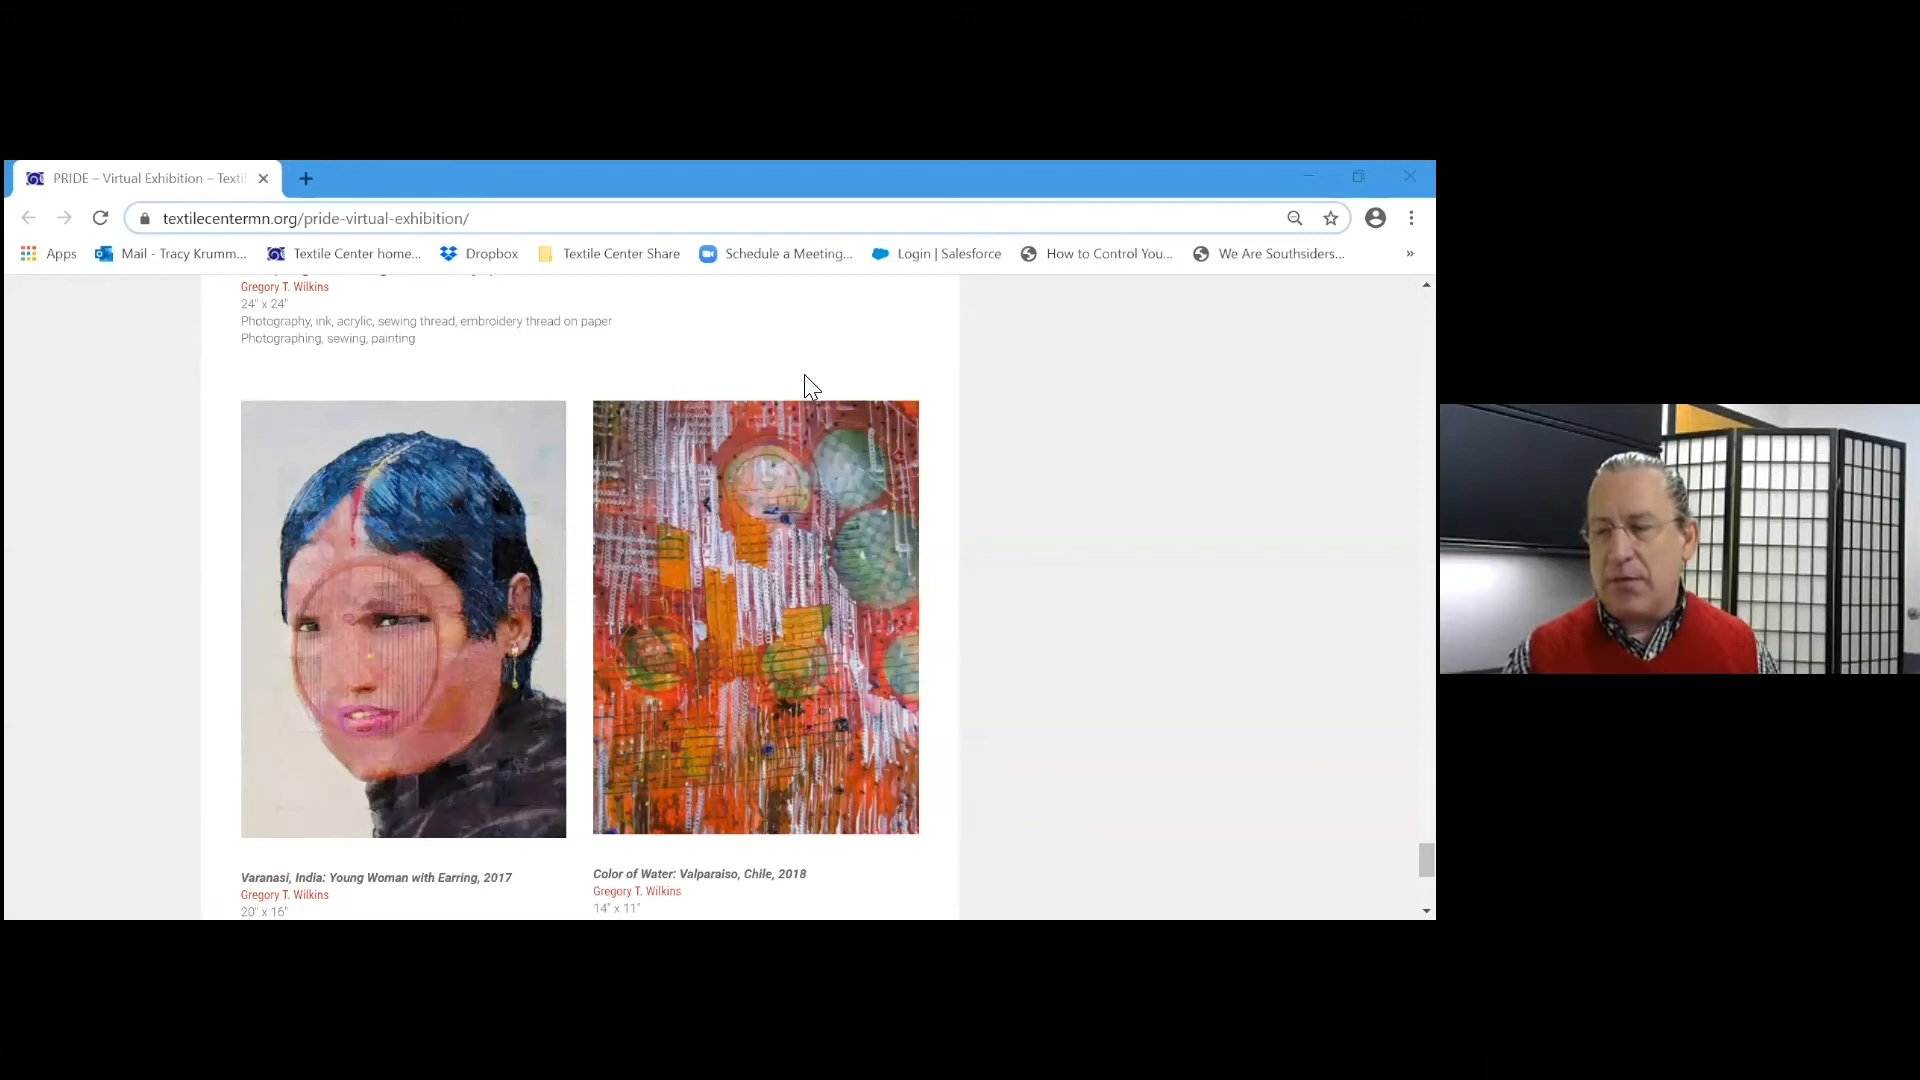 PRIDE – Virtual Exhibition – Texti
textilecentermn.org/pride-virtual-exhibition/
Apps Mail - Tracy Krumm... Textile Center home... Dropbox Textile Center Share Schedule a Meeting... Login | Salesforce How to Control You... We Are Southsiders... »
Gregory T. Wilkins
24" x 24"
Photography, ink, acrylic, sewing thread, embroidery thread on paper
Photographing, sewing, painting
Varanasi, India: Young Woman with Earring, 2017
Gregory T. Wilkins
20" x 16"
Color of Water: Valparaiso, Chile, 2018
Gregory T. Wilkins
14" x 11"